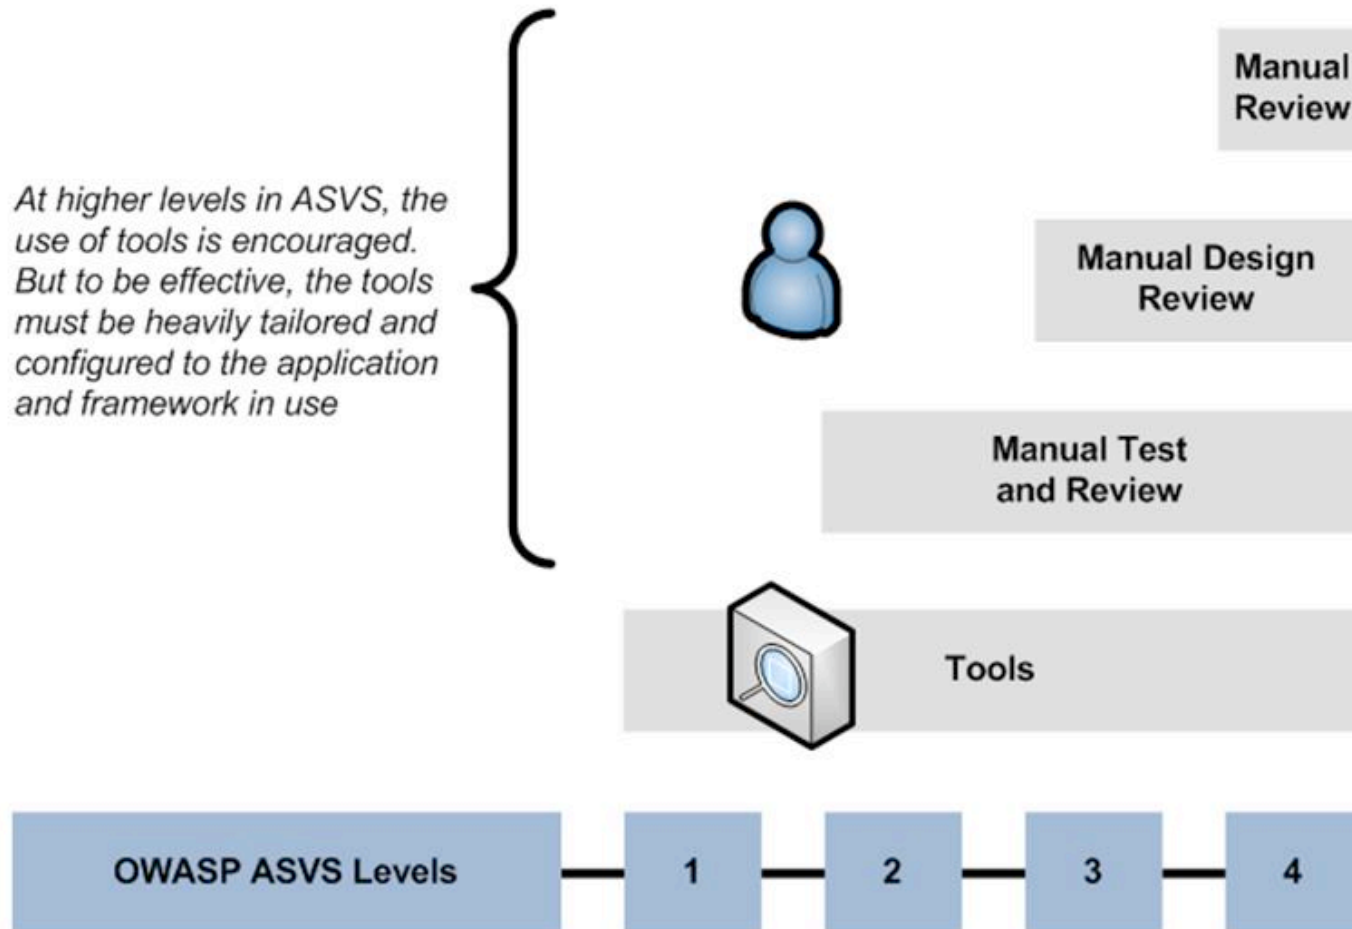 At higher levels in ASVS, the
use of tools is encouraged.
But to be effective, the tools
must be heavily tailored and
configured to the application
and framework in use
Manual
Review
Manual Design
Review
Manual Test
and Review
Tools
OWASP ASVS Levels
1
2
3
4